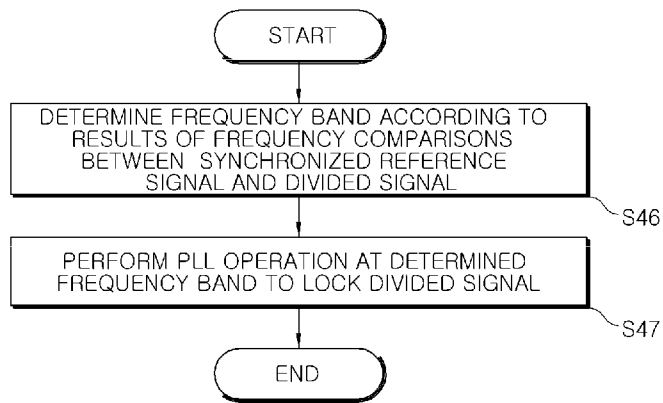 START
DETERMINE FREQUENCY BAND ACCORDING TO
RESULTS OF FREQUENCY COMPARISONS
BETWEEN SYNCHRONIZED REFERENCE
SIGNAL AND DIVIDED SIGNAL
S46
PERFORM PLL OPERATION AT DETERMINED
FREQUENCY BAND TO LOCK DIVIDED SIGNAL
S47
END